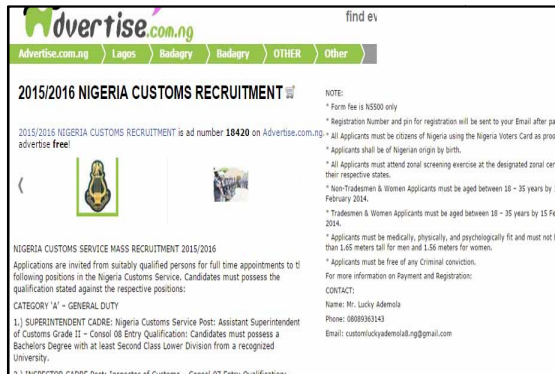 dvertise.com.ng
find ev
Advertise.com.ng Lagos Badagry Badagry OTHER Other
2015/2016 NIGERIA CUSTOMS RECRUITMENT
2015/2016 NIGERIA CUSTOMS RECRUITMENT is ad number 18420 on Advertise.com.ng.
advertise free!
NIGERIA CUSTOMS SERVICE MASS RECRUITMENT 2015/2016
Applications are invited from suitably qualified persons for full time appointments to t
following positions in the Nigeria Customs Service. Candidates must possess the
qualification stated against the respective positions:
CATEGORY 'A' – GENERAL DUTY
1.) SUPERINTENDENT CADRE: Nigeria Customs Service Post: Assistant Superintendent
of Customs Grade II – Consol 08 Entry Qualification: Candidates must possess a
Bachelors Degree with at least Second Class Lower Division from a recognized
University.
2.) INSPECTOR CADRE Post: Inspector of Customs – Consol 07 Entry Qualification:
NOTE:
* Form fee is N5500 only
* Registration Number and pin for registration will be sent to your Email after pa
* All Applicants must be citizens of Nigeria using the Nigeria Voters Card as proo
* Applicants shall be of Nigerian origin by birth.
* All Applicants must attend zonal screening exercise at the designated zonal cen
their respective states.
* Non-Tradesmen & Women Applicants must be aged between 18 – 35 years by
February 2014.
* Tradesmen & Women Applicants must be aged between 18 – 35 years by 15 Fe
2014.
* Applicants must be medically, physically, and psychologically fit and must not
than 1.65 meters tall for men and 1.56 meters for women.
* Applicants must be free of any Criminal conviction.
For more information on Payment and Registration:
CONTACT:
Name: Mr. Lucky Ademola
Phone: 08089363143
Email: customluckyademola8.ng@gmail.com